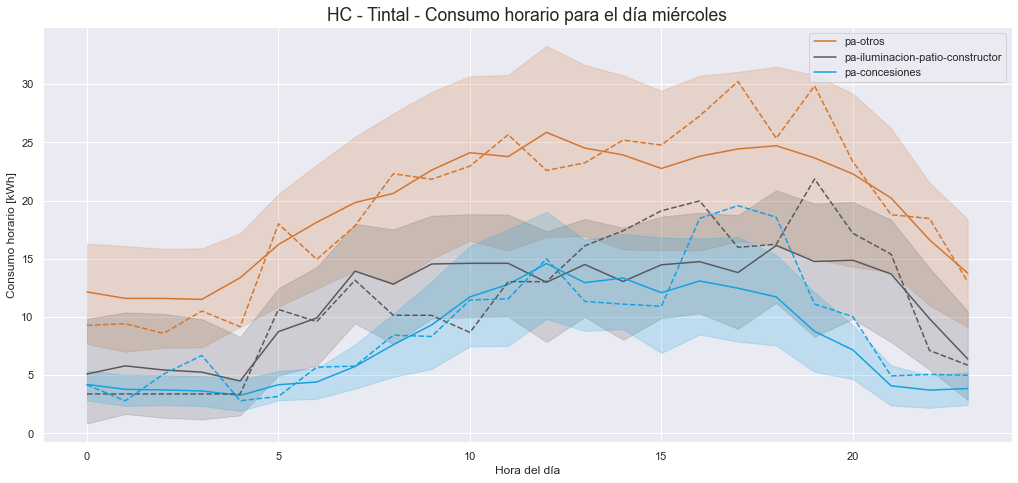 HC - Tintal - Consumo horario para el día miércoles
pa-otros
pa-iluminacion-patio-constructor
pa-concesiones
Consumo horario [kWh]
30
25
20
15
10
5
0
0 5 10 15 20
Hora del día